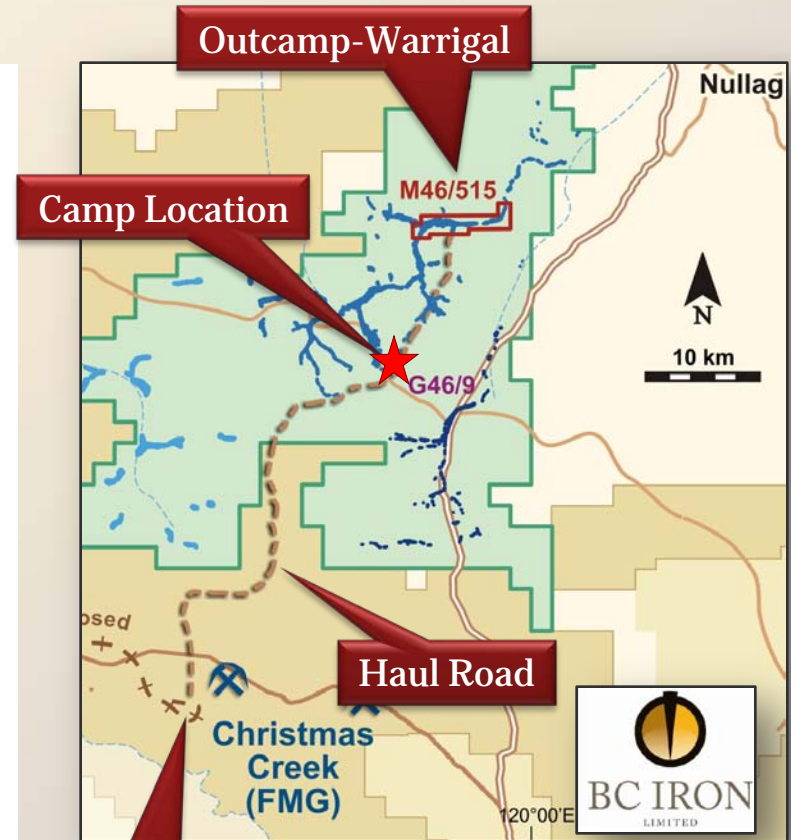 Outcamp-Warrigal
Nullag
M46/515
Camp Location
N
10 km
G46/9
osed
Haul Road
Christmas
Creek
(FMG)
120°00'E
BC IRON
LIMITED